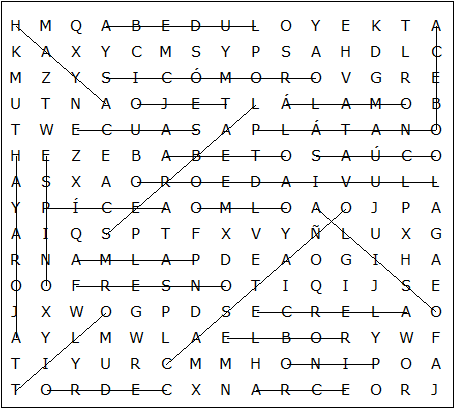 H M Q A B E D U L O Y E K T A
K A X Y C M S Y P S A H D L C
M Z Y S I C Ó M O R O V G R E
U T N A O J E T L Á L A M O B
T W E C U A S A P L Á T A N O
H E Z E B A B E T O S A Ú C O
A S X A O R O E D A I V U L L
Y P Í C E A O M L O A O J P A
A I Q S P T F X V Y Ñ L U X G
R N A M L A P D E A O G I H A
O O F R E S N O T I Q I J S E
J X W O G P D S E C R E L A O
A Y L M W L A E L B O R Y W F
T I Y U R C M M H O N I P O A
T O R D E C X N A R C E O R J